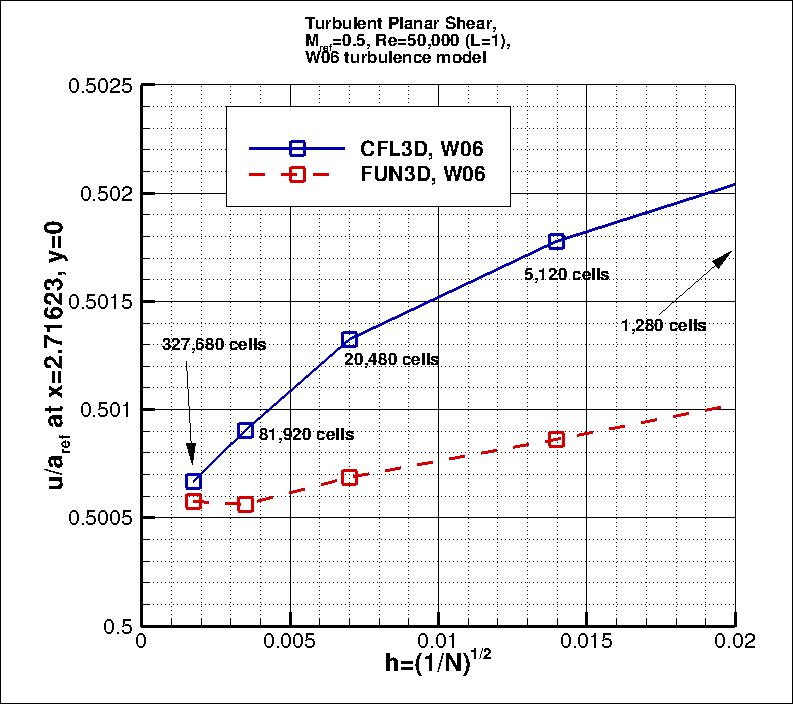 Turbulent Planar Shear,
Mref=0.5, Re=50,000 (L=1),
W06 turbulence model
0.5025
0.502
0.5015
0.501
0.5005
0.5
u/aref at x=2.71623, y=0
CFL3D, W06
FUN3D, W06
5,120 cells
1,280 cells
327,680 cells
20,480 cells
81,920 cells
0 0.005 0.01 0.015 0.02
h=(1/N)1/2